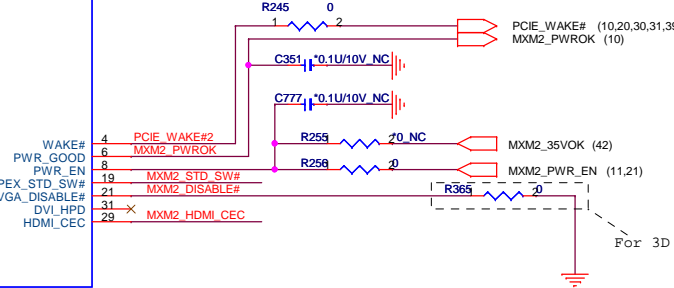 R245 0
1 2
PCIE_WAKE# (10,20,30,31,39
MXM2_PWROK (10)
C351 *0.1U/10V_NC
C777 *0.1U/10V_NC
WAKE# 4 PCIE_WAKE#2
PWR_GOOD 6 MXM2_PWROK
PWR_EN 8
R255 1 2 *0_NC MXM2_35VOK (42)
R256 1 2 0 MXM2_PWR_EN (11,21)
PEX_STD_SW# 19 MXM2_STD_SW#
VGA_DISABLE# 21 MXM2_DISABLE#
R365 1 2 0
DVI_HPD 31
HDMI_CEC 29 MXM2_HDMI_CEC
For 3D